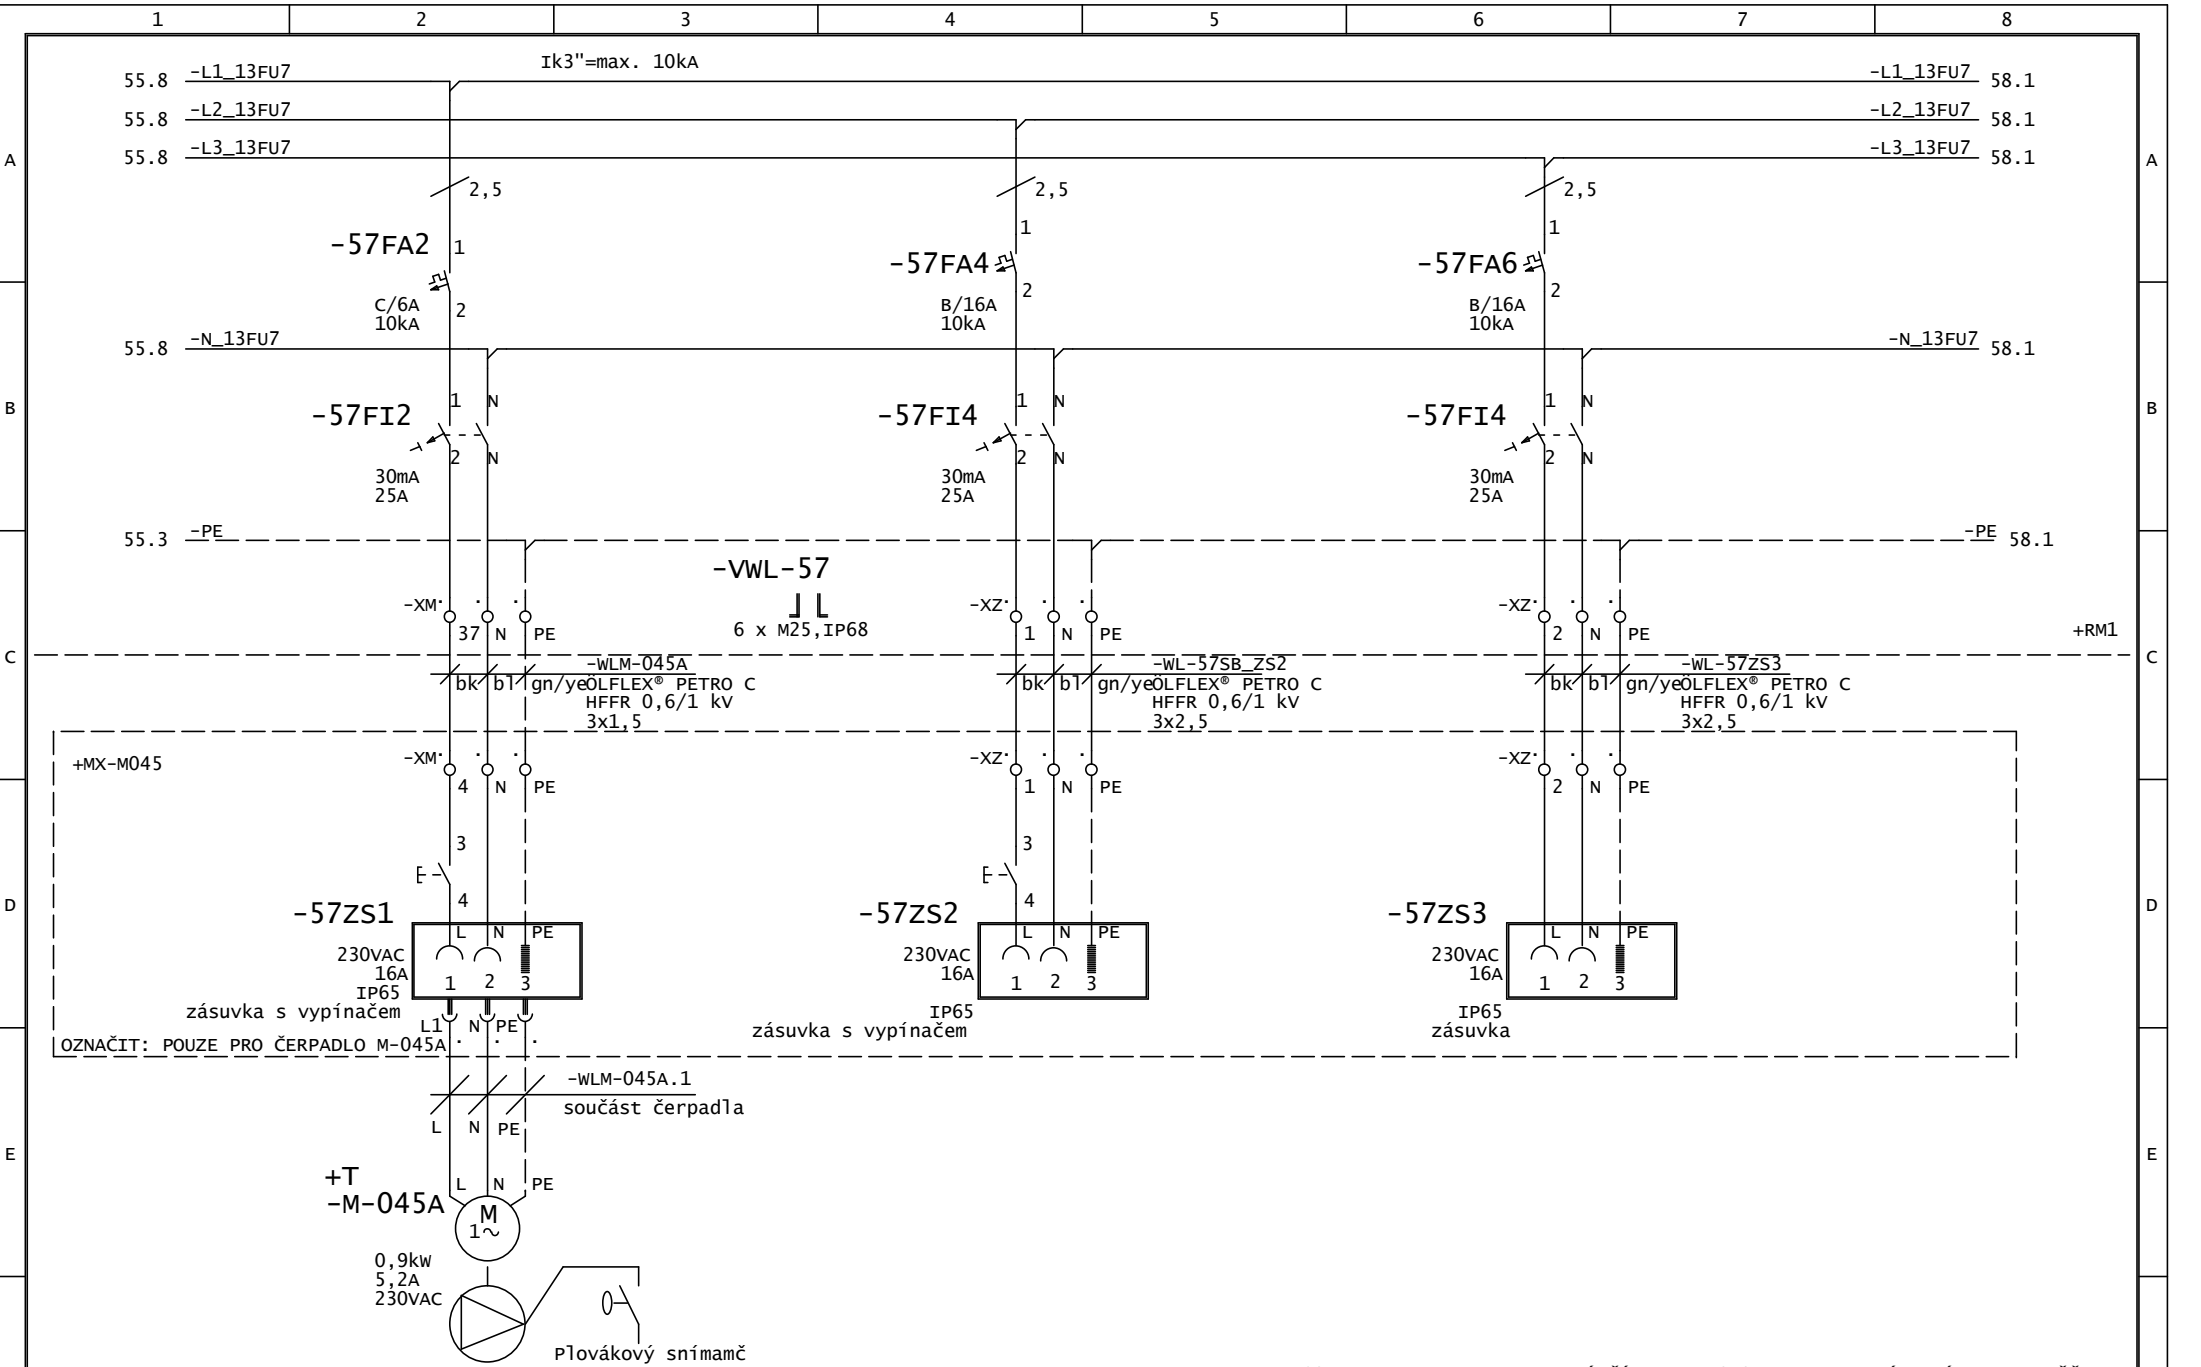 1 2 3 4 5 6 7 8
Ik3"=max. 10kA
55.8 -L1_13FU7 -L1_13FU7 58.1
55.8 -L2_13FU7 -L2_13FU7 58.1
55.8 -L3_13FU7 -L3_13FU7 58.1
A A
2,5 2,5 2,5
-57FA2 1
2
C/6A
10kA
-57FA4 1
2
B/16A
10kA
-57FA6 1
2
B/16A
10kA
55.8 -N_13FU7 -N_13FU7 58.1
B B
-57FI2 1 N
2 N
30mA
25A
-57FI4 1 N
2 N
30mA
25A
-57FI4 1 N
2 N
30mA
25A
55.3 -PE -PE 58.1
-VWL-57
6 x M25,IP68
-XM 37 N PE
-XZ 1 N PE
-XZ 2 N PE
+RM1
C C
-WLM-045A
bk bl gn/ye ÖLFLEX® PETRO C
HFFR 0,6/1 kV
3x1,5
-WL-57SB_ZS2
bk bl gn/ye ÖLFLEX® PETRO C
HFFR 0,6/1 kV
3x2,5
-WL-57ZS3
bk bl gn/ye ÖLFLEX® PETRO C
HFFR 0,6/1 kV
3x2,5
+MX-M045
-XM 4 N PE
-XZ 1 N PE
-XZ 2 N PE
3
4
3
4
D D
-57ZS1
L N PE
230VAC
16A
1 2 3
IP65
zásuvka s vypínačem
-57ZS2
L N PE
230VAC
16A
1 2 3
IP65
zásuvka s vypínačem
-57ZS3
L N PE
230VAC
16A
1 2 3
IP65
zásuvka
L1 N PE
OZNAČIT: POUZE PRO ČERPADLO M-045A
-WLM-045A.1
součást čerpadla
L N PE
E E
+T
-M-045A
L N PE
M
1~
0,9kW
5,2A
230VAC
Plovákový snímamč